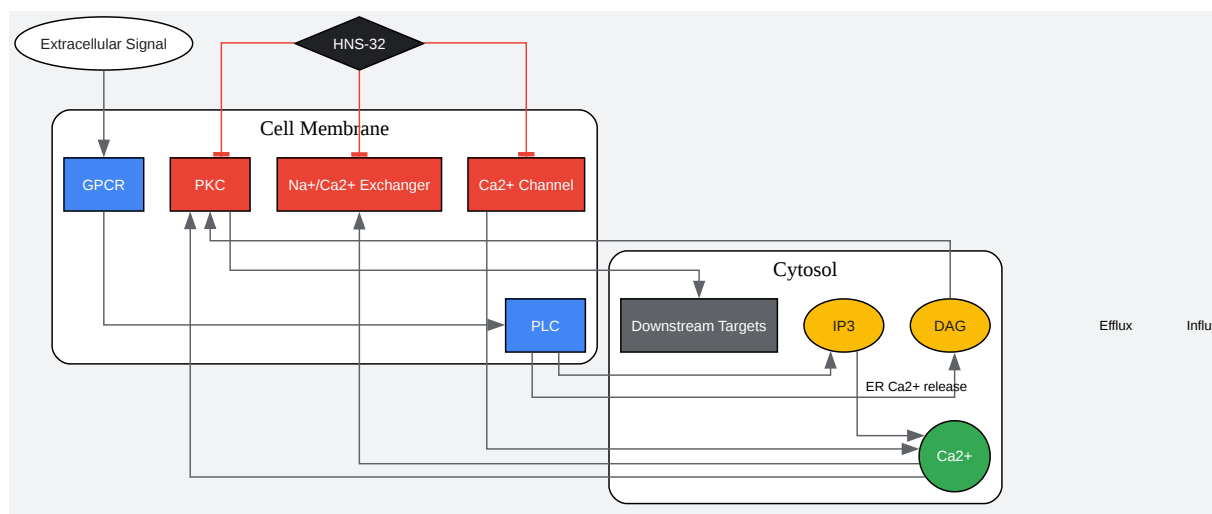 Extracellular Signal
HNS-32
Cell Membrane
GPCR
PKC
Na+/Ca2+ Exchanger
Ca2+ Channel
Cytosol
PLC
Downstream Targets
IP3
DAG
Efflux
Influ
ER Ca2+ release
Ca2+